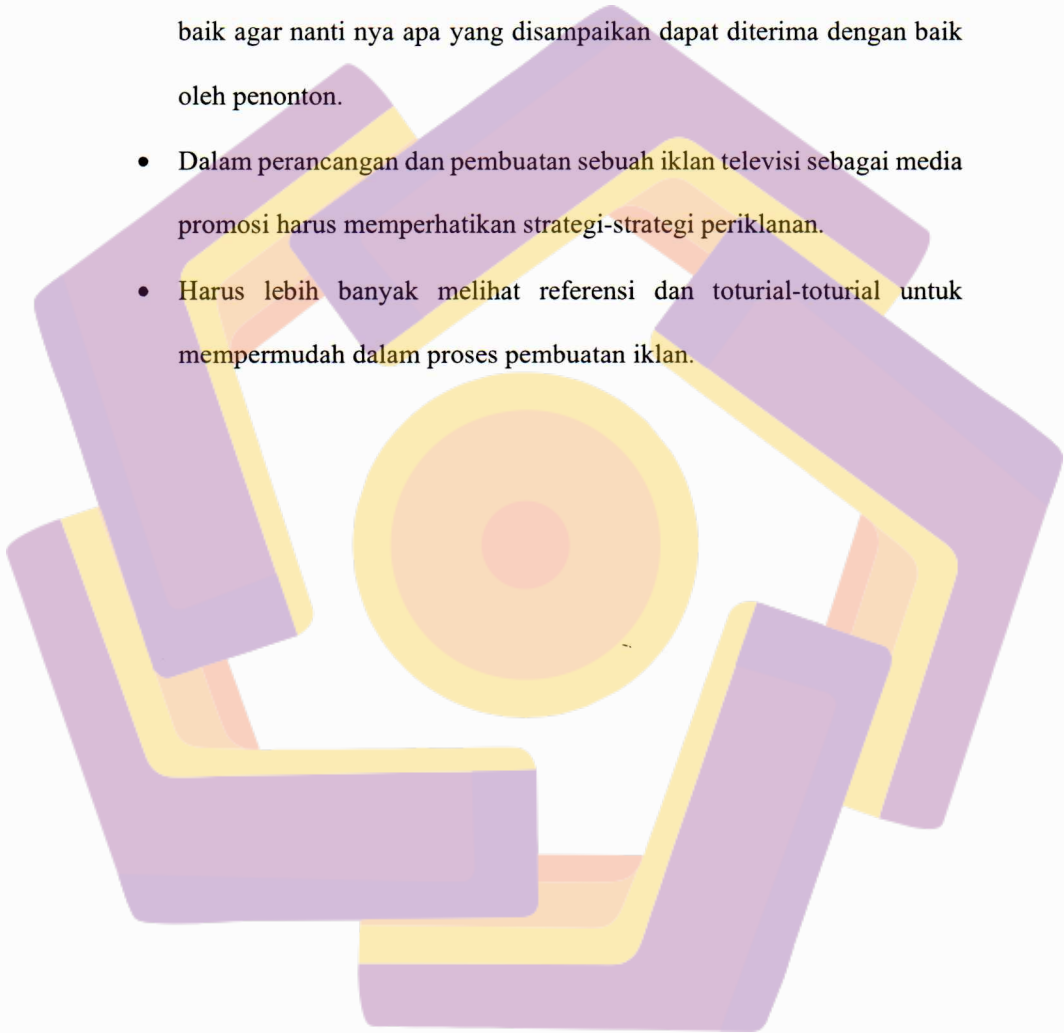 baik agar nanti nya apa yang disampaikan dapat diterima dengan baik
oleh penonton.
• Dalam perancangan dan pembuatan sebuah iklan televisi sebagai media
promosi harus memperhatikan strategi-strategi periklanan.
• Harus lebih banyak melihat referensi dan toturial-toturial untuk
mempermudah dalam proses pembuatan iklan.